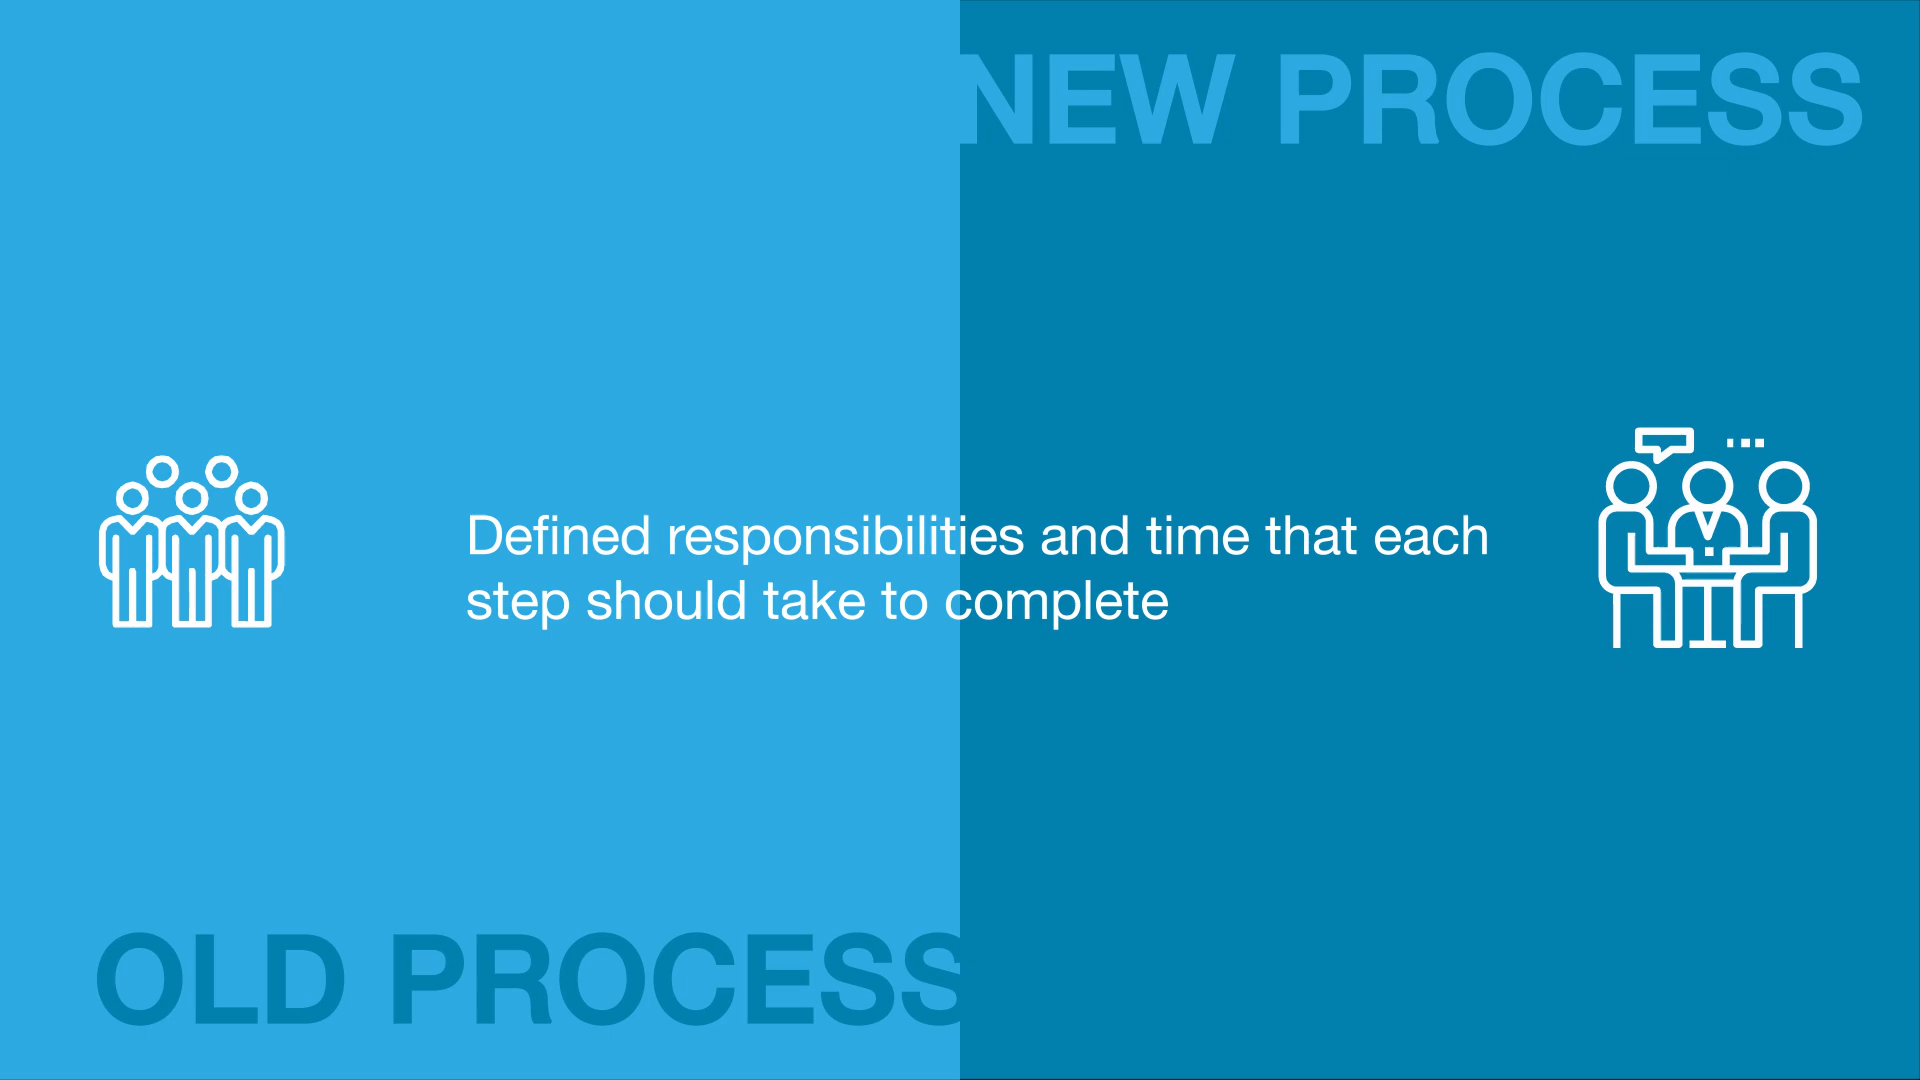 NEW PROCESS
Defined responsibilities and time that each
step should take to complete
OLD PROCESS